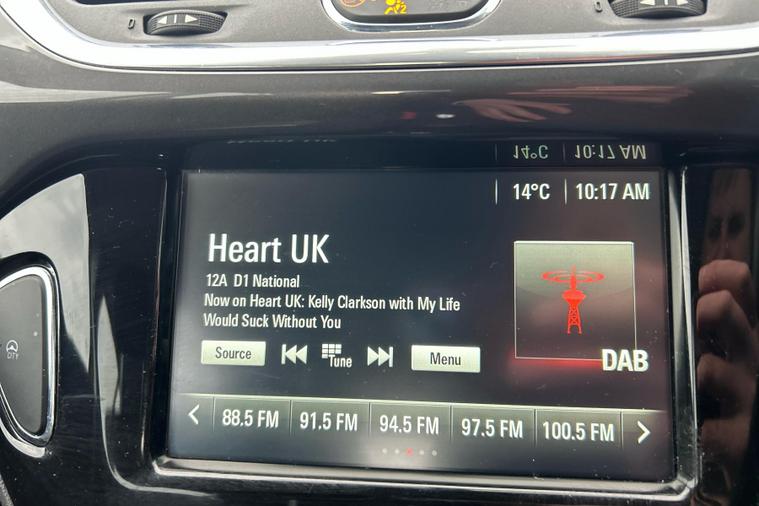 14°C 10:17 AM
Heart UK
12A D1 National
Now on Heart UK: Kelly Clarkson with My Life
Would Suck Without You
DAB
Source Tune Menu
88.5 FM 91.5 FM 94.5 FM 97.5 FM 100.5 FM
CITY